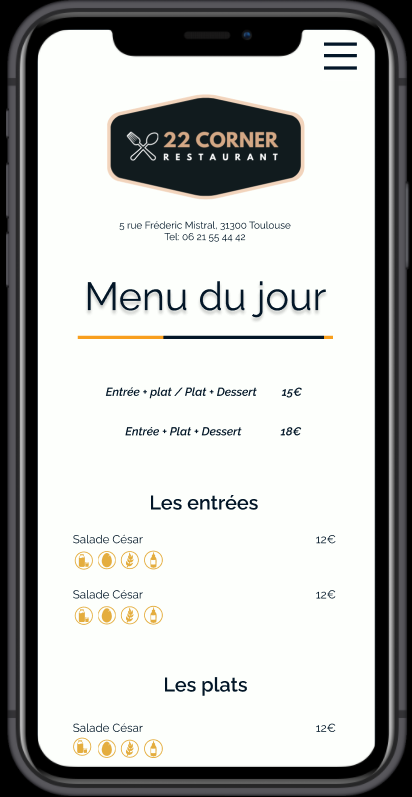 22 CORNER
RESTAURANT
5 rue Fréderic Mistral, 31300 Toulouse
Tel: 06 21 55 44 42
Menu du jour
Entrée + plat / Plat + Dessert 15€
Entrée + Plat + Dessert 18€
Les entrées
Salade César 12€
Salade César 12€
Les plats
Salade César 12€